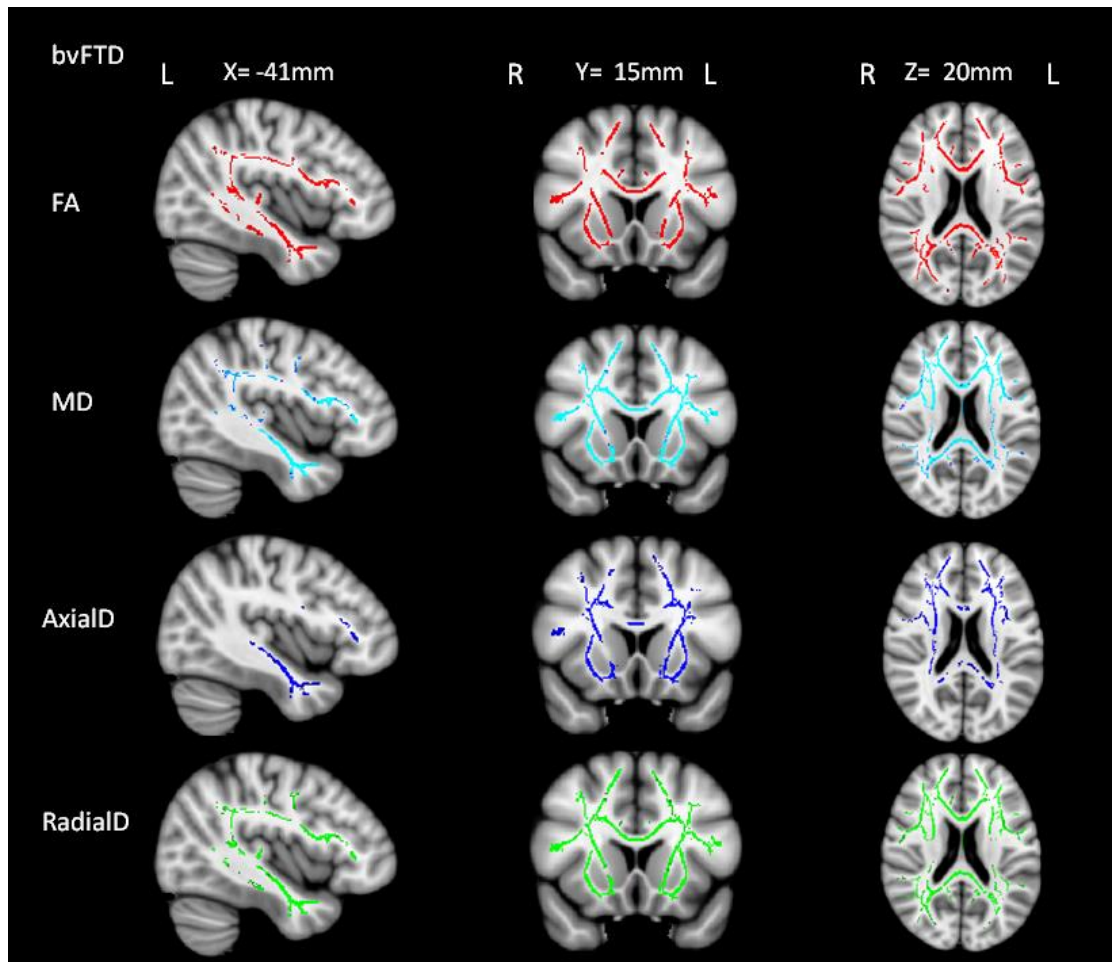 bvFTD
L X= -41mm R Y= 15mm L R Z= 20mm L
FA
MD
AxialD
RadialD